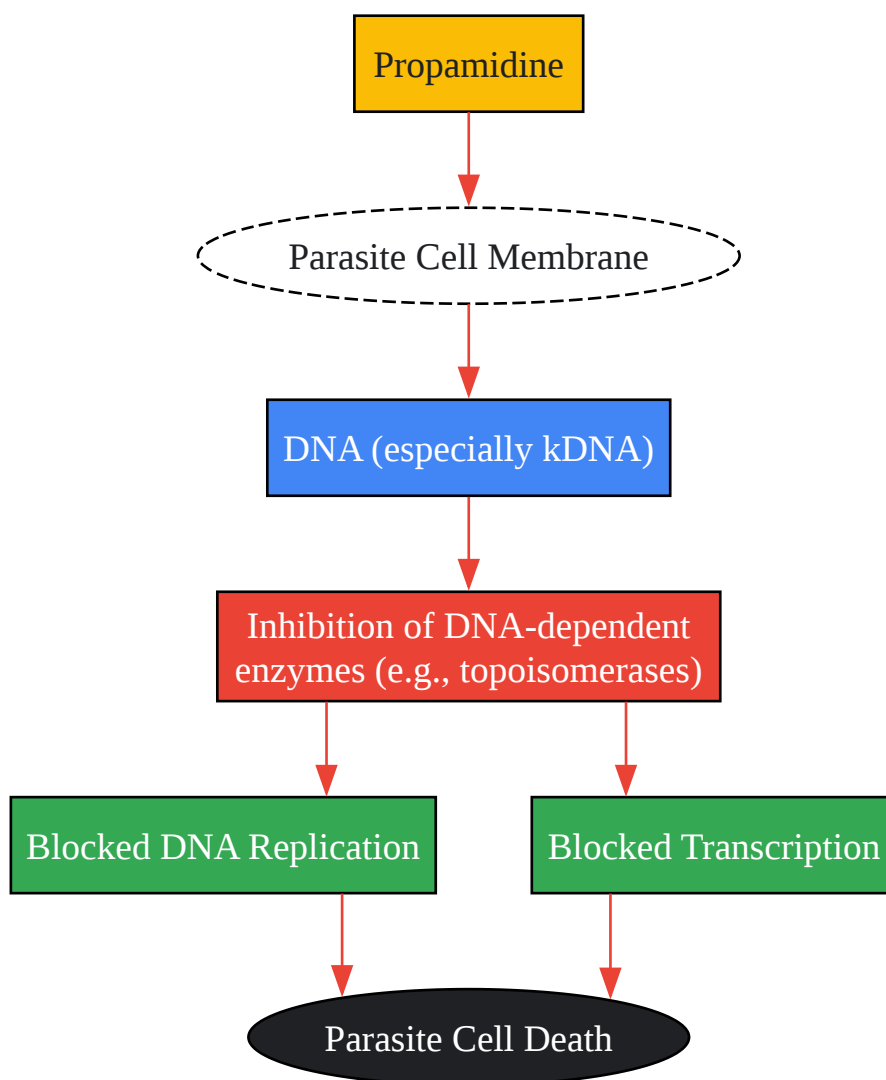 Propamidine
Parasite Cell Membrane
DNA (especially kDNA)
Inhibition of DNA-dependent
enzymes (e.g., topoisomerases)
Blocked DNA Replication
Blocked Transcription
Parasite Cell Death